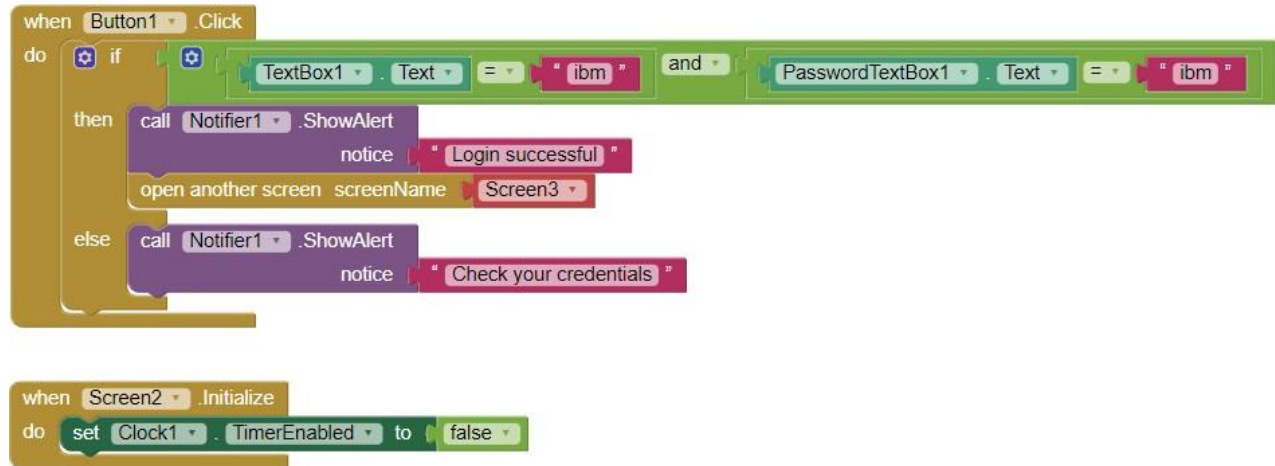 when Button1 .Click
do if TextBox1 . Text = " ibm " and PasswordTextBox1 . Text = " ibm "
then call Notifier1 .ShowAlert
notice " Login successful "
open another screen screenName Screen3
else call Notifier1 .ShowAlert
notice " Check your credentials "
when Screen2 .Initialize
do set Clock1 . TimerEnabled to false